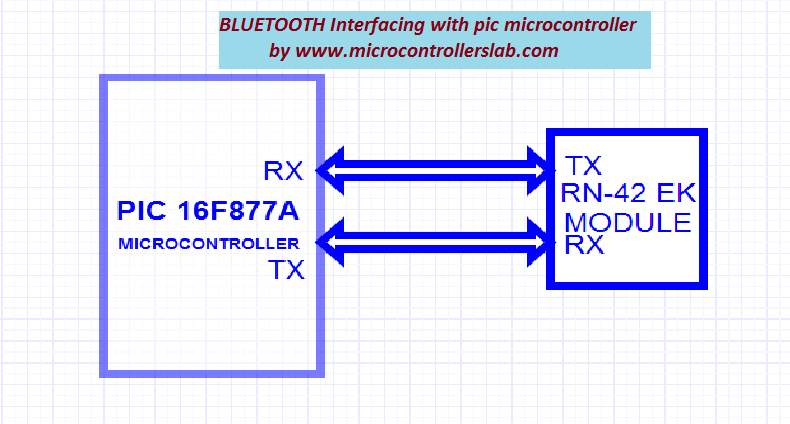 BLUETOOTH Interfacing with pic microcontroller
by www.microcontrollerslab.com
RX
PIC 16F877A
MICROCONTROLLER
TX
TX
RN-42 EK
MODULE
RX